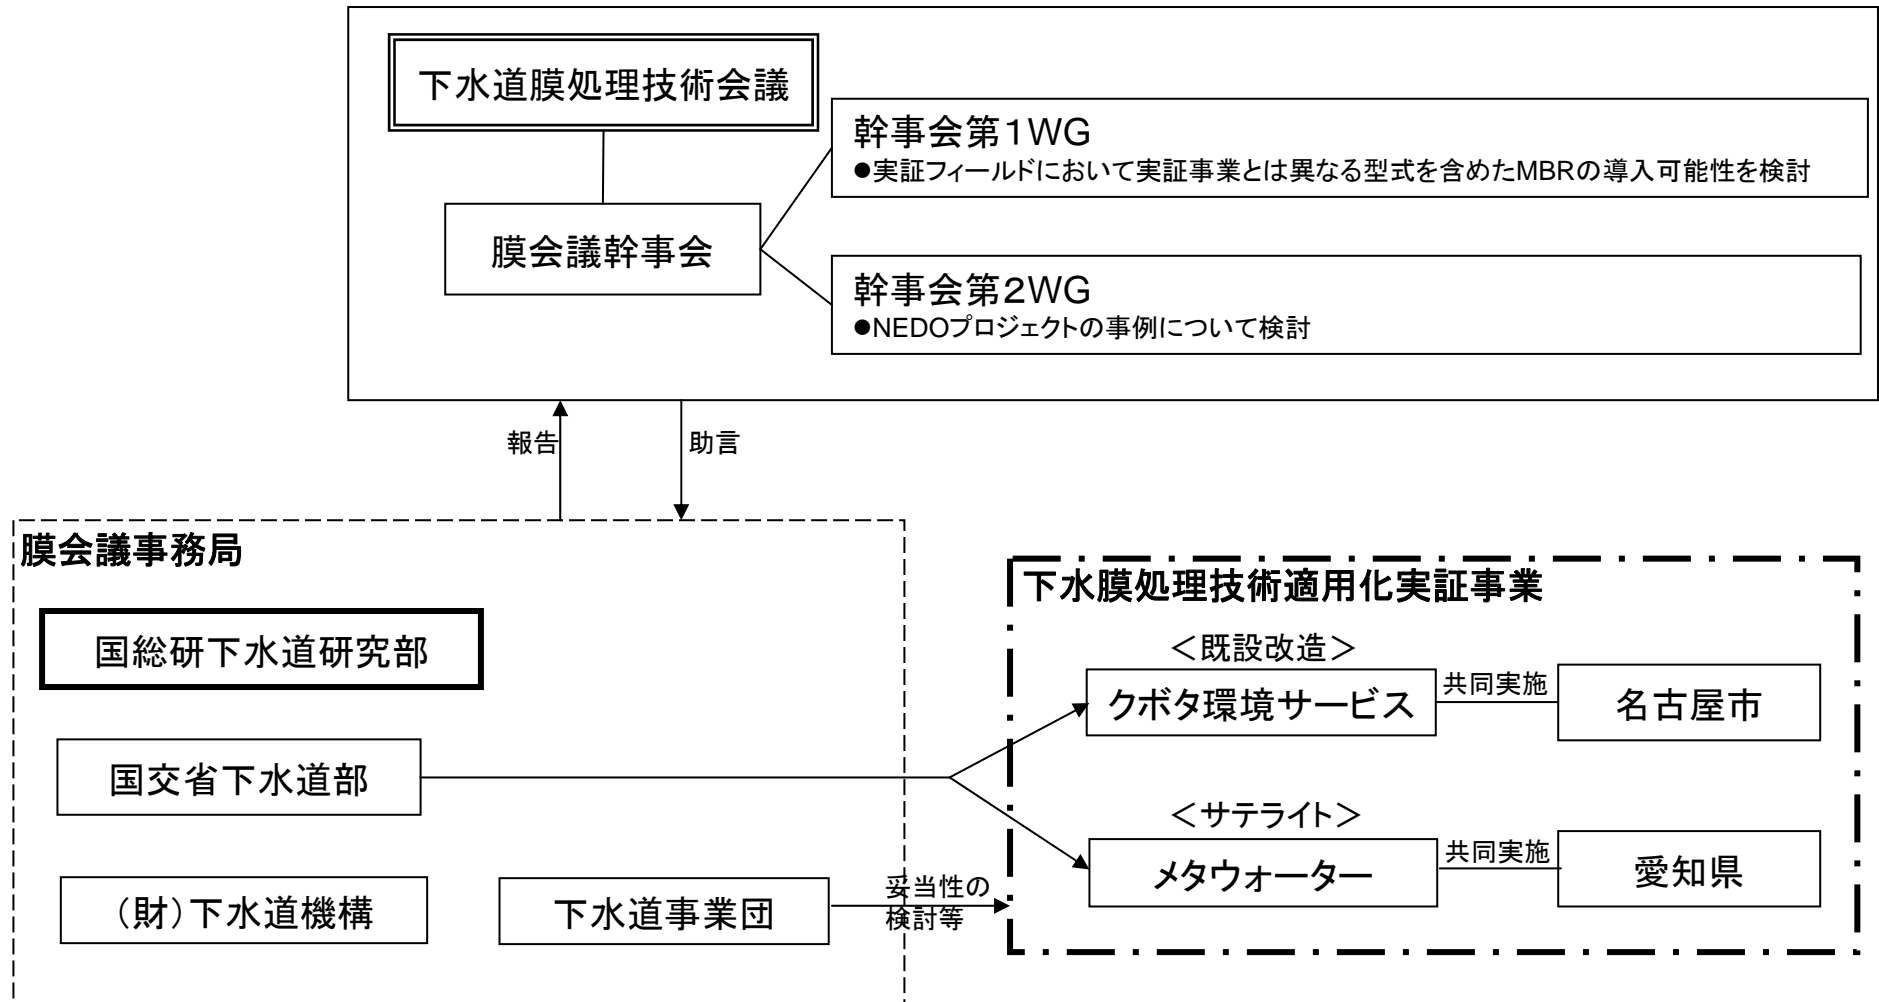 下水道膜処理技術会議
幹事会第1WG
●実証フィールドにおいて実証事業とは異なる型式を含めたMBRの導入可能性を検討
膜会議幹事会
幹事会第2WG
●NEDOプロジェクトの事例について検討
報告
助言
膜会議事務局
国総研下水道研究部
国交省下水道部
(財)下水道機構
下水道事業団
妥当性の
検討等
下水膜処理技術適用化実証事業
<既設改造>
クボタ環境サービス
共同実施
名古屋市
<サテライト>
メタウォーター
共同実施
愛知県